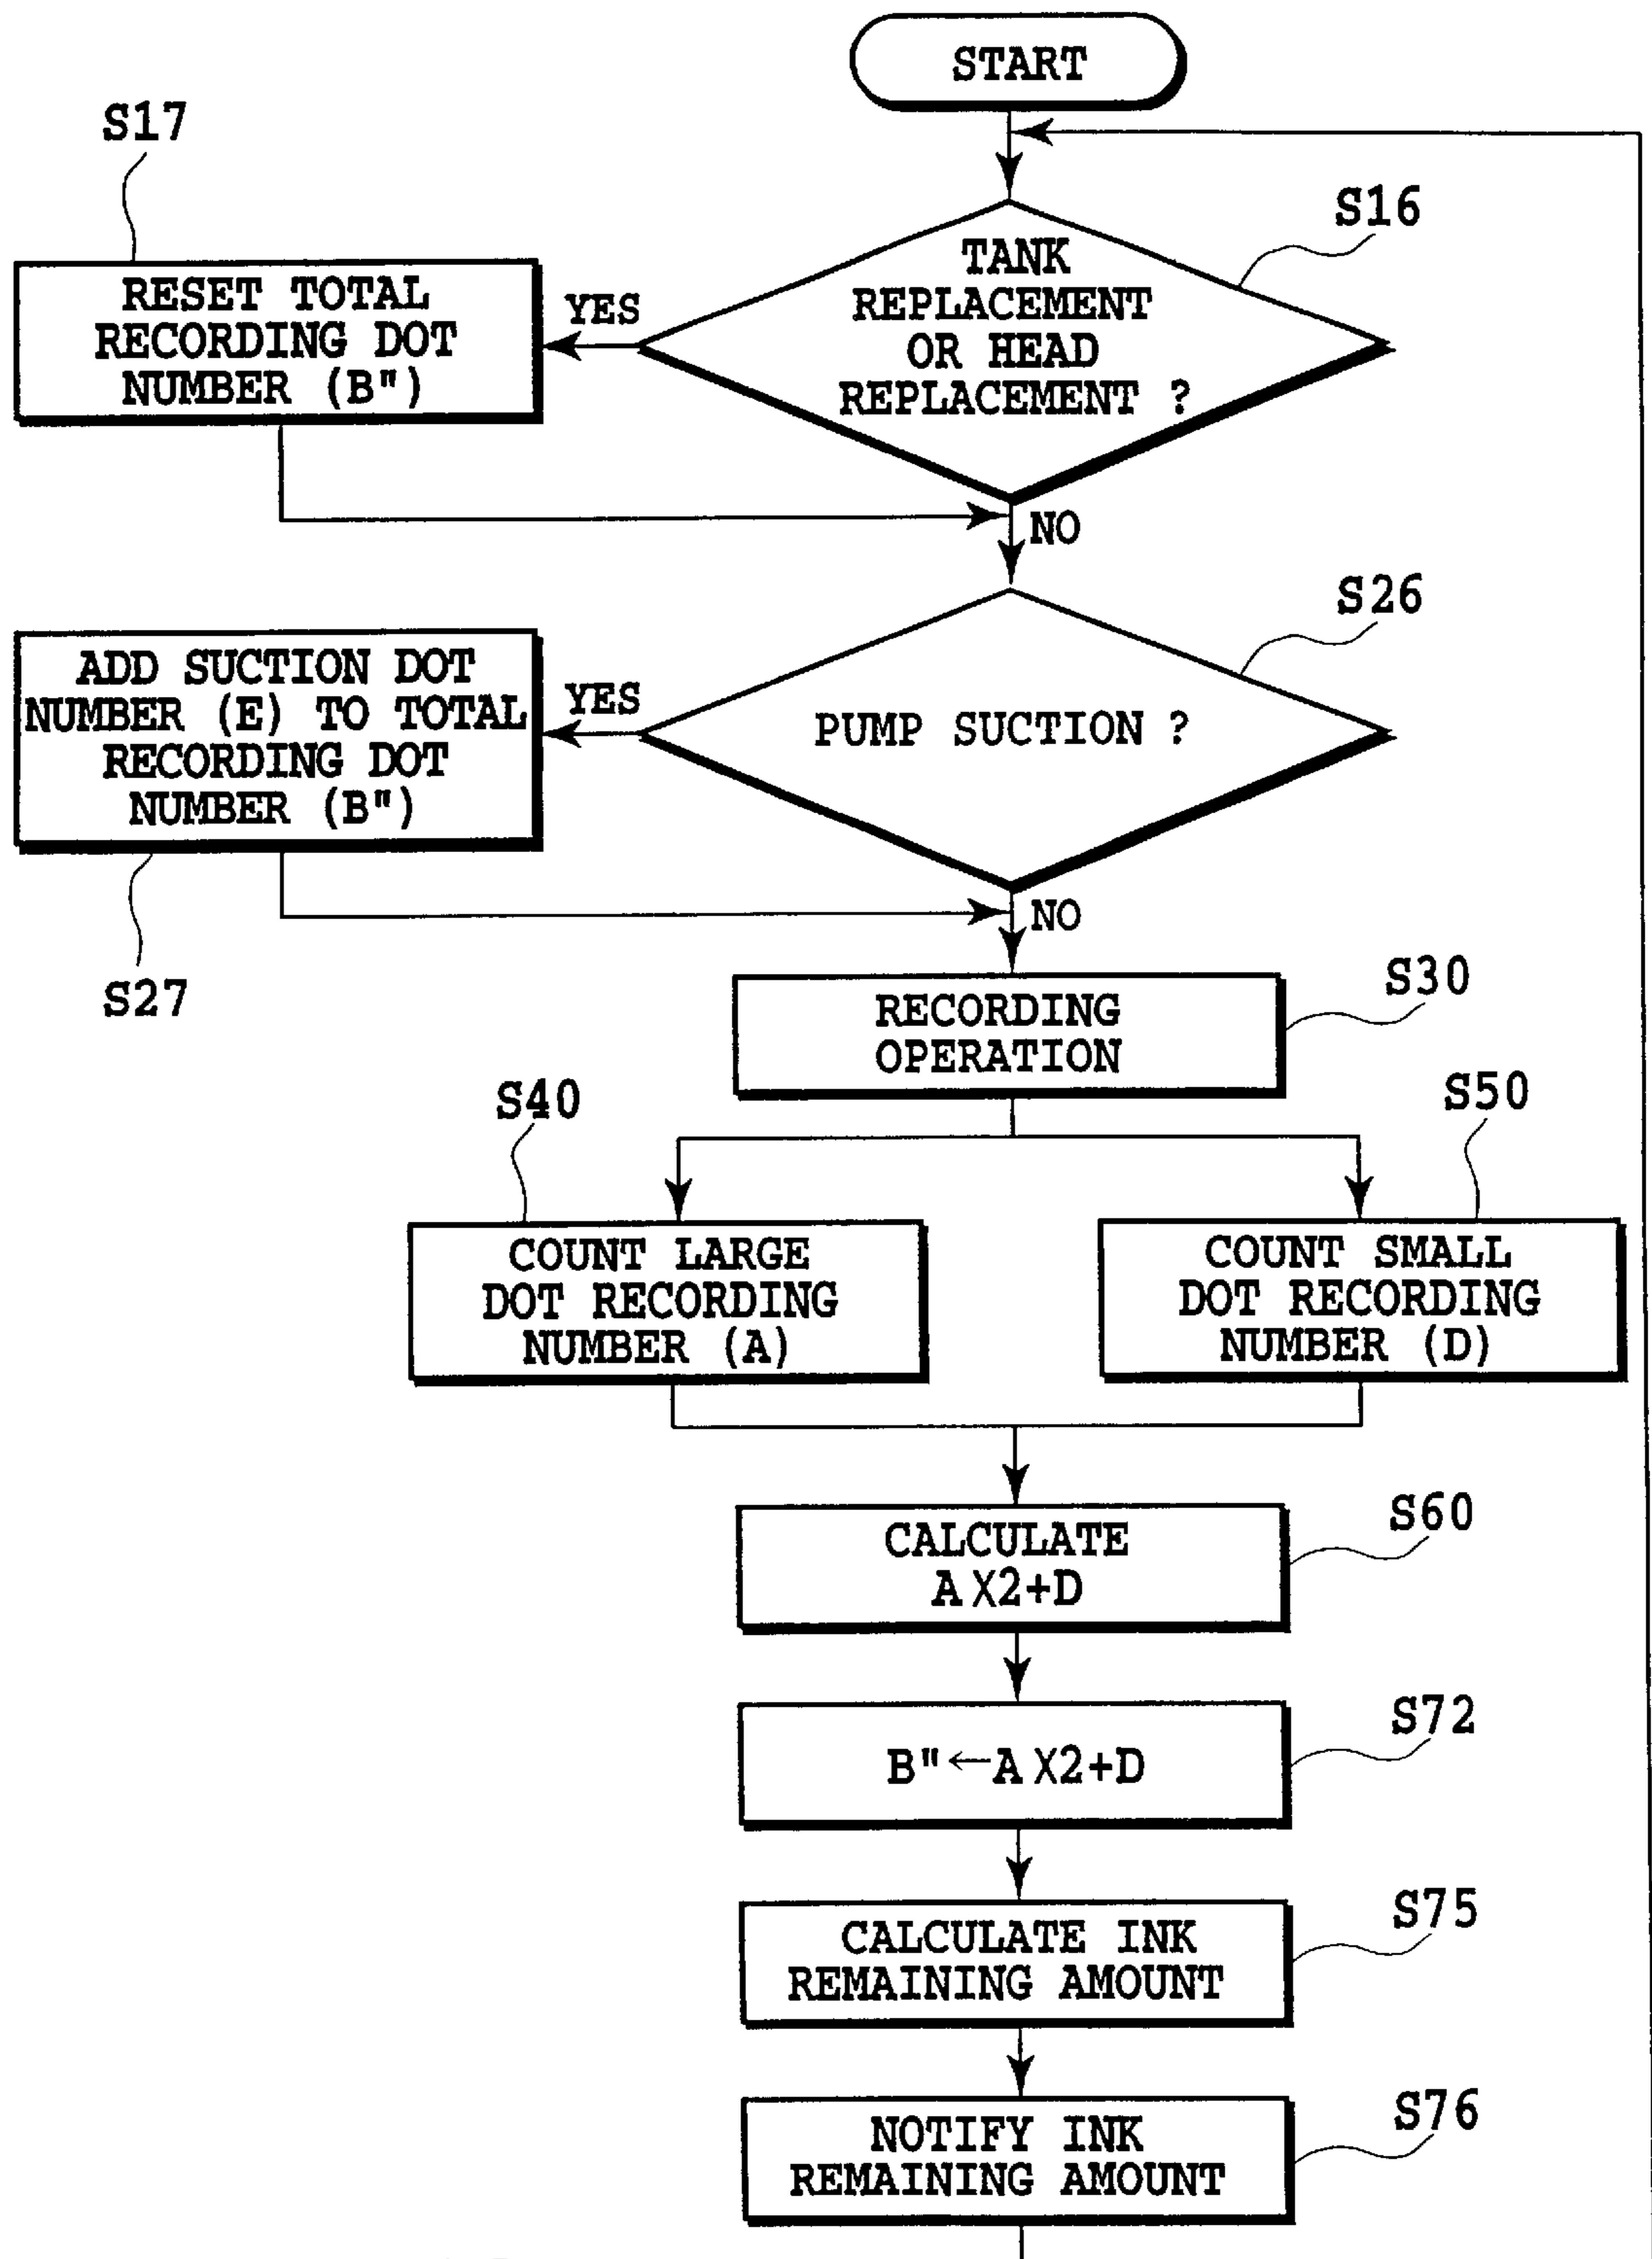 START
S17
S16
TANK
REPLACEMENT
OR HEAD
REPLACEMENT ?
YES
RESET TOTAL
RECORDING DOT
NUMBER (B")
NO
S26
PUMP SUCTION ?
YES
ADD SUCTION DOT
NUMBER (E) TO TOTAL
RECORDING DOT
NUMBER (B")
S27
NO
S30
RECORDING
OPERATION
S40
S50
COUNT LARGE
DOT RECORDING
NUMBER (A)
COUNT SMALL
DOT RECORDING
NUMBER (D)
S60
CALCULATE
A X2+D
S72
B" ← A X2+D
S75
CALCULATE INK
REMAINING AMOUNT
S76
NOTIFY INK
REMAINING AMOUNT